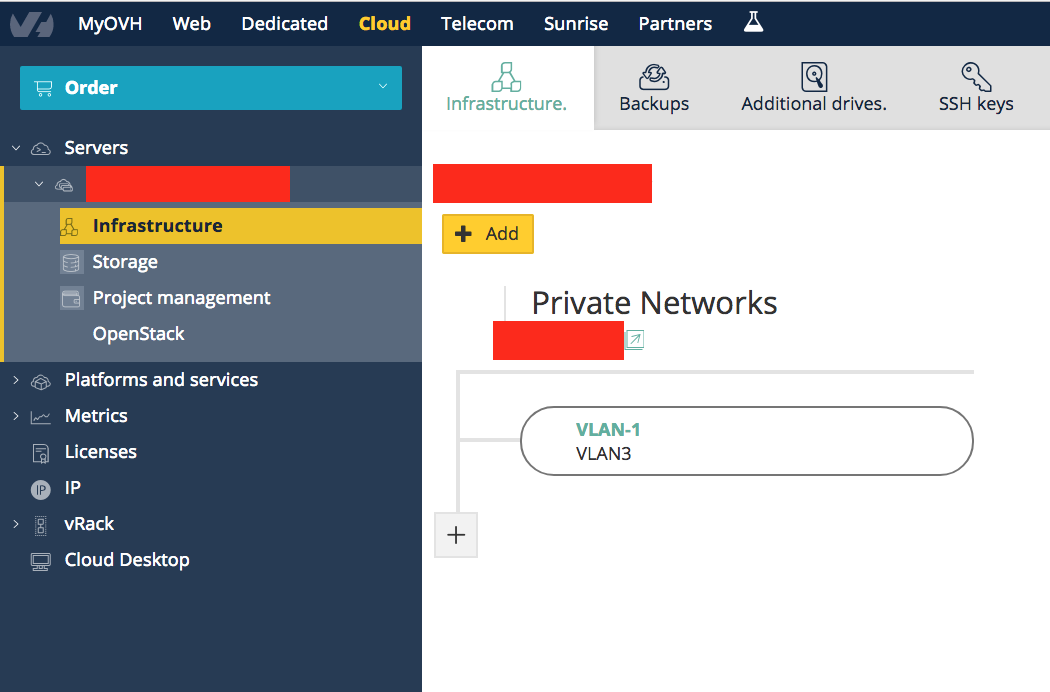 MyOVH Web Dedicated Cloud Telecom Sunrise Partners
Order
Servers
Infrastructure
Storage
Project management
OpenStack
Platforms and services
Metrics
Licenses
IP
IP
vRack
Cloud Desktop
Infrastructure. Backups Additional drives. SSH keys
Add
Private Networks
VLAN-1
VLAN3